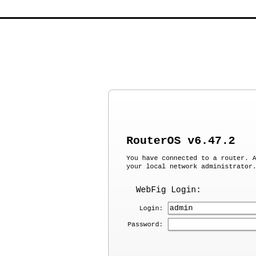 RouterOS v6.47.2
You have connected to a router. A
your local network administrator.
WebFig Login:
Login: admin
Password: